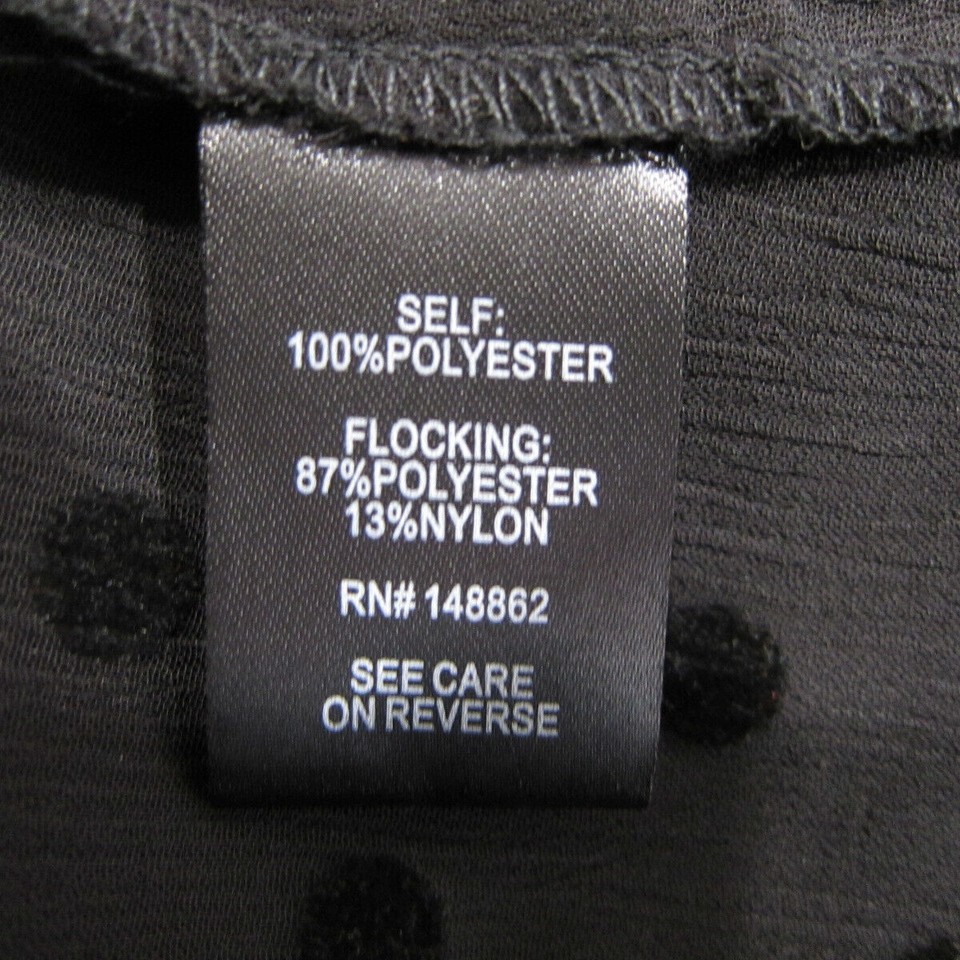 SELF:
100%POLYESTER
FLOCKING:
87%POLYESTER
13%NYLON
RN# 148862
SEE CARE
ON REVERSE